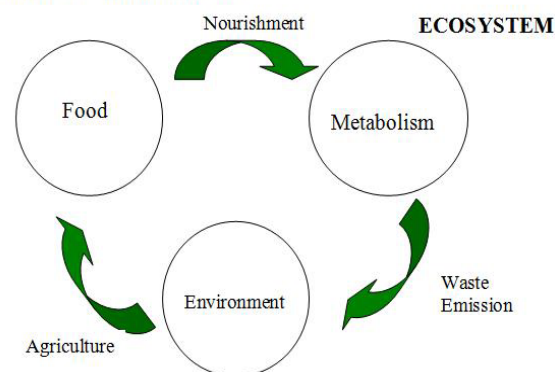 Nourishment
ECOSYSTEM
Food
Metabolism
Waste
Emission
Environment
Agriculture